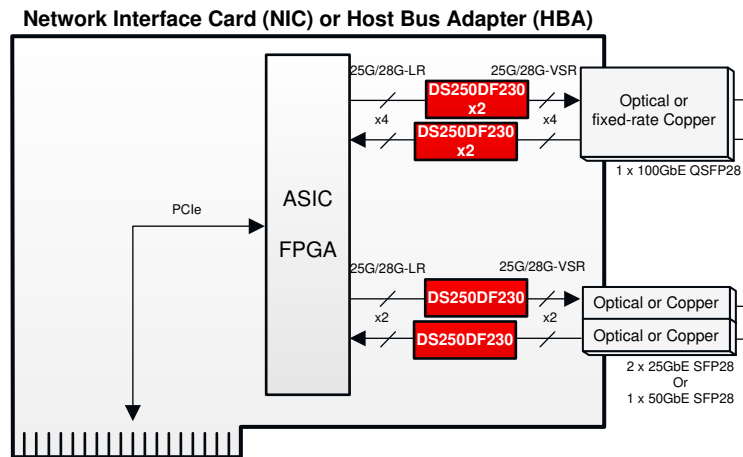 Network Interface Card (NIC) or Host Bus Adapter (HBA)
25G/28G-LR
25G/28G-VSR
DS250DF230
x2
x4
x4
DS250DF230
x2
Optical or
fixed-rate Copper
1 x 100GbE QSFP28
PCIe
ASIC
FPGA
25G/28G-LR
25G/28G-VSR
DS250DF230
x2
x2
DS250DF230
Optical or Copper
Optical or Copper
2 x 25GbE SFP28
Or
1 x 50GbE SFP28